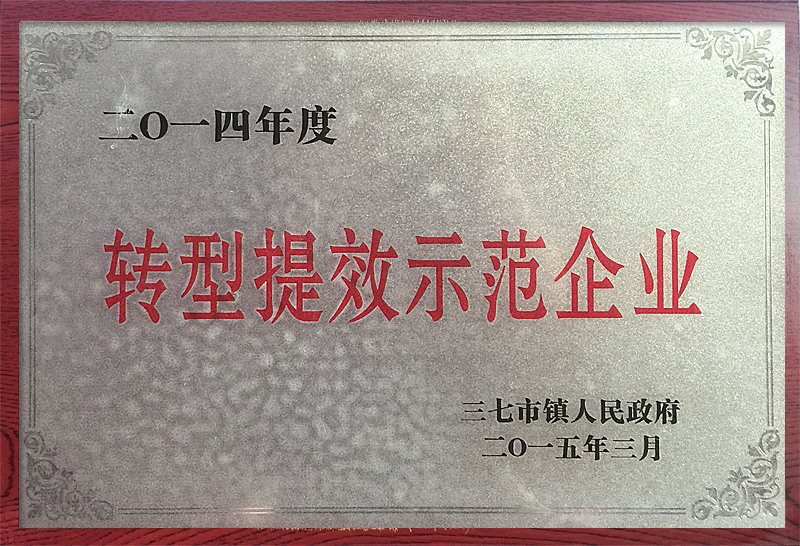 二〇一四年度
转型提效示范企业
三七市镇人民政府
二〇一五年三月